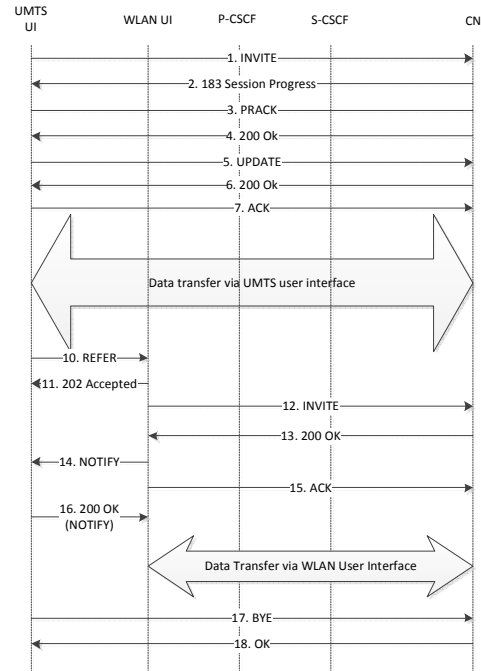 UMTS
UI
WLAN UI
P-CSCF
S-CSCF
CN
1. INVITE
2. 183 Session Progress
3. PRACK
4. 200 Ok
5. UPDATE
6. 200 Ok
7. ACK
Data transfer via UMTS user interface
10. REFER
11. 202 Accepted
12. INVITE
13. 200 OK
14. NOTIFY
15. ACK
16. 200 OK
(NOTIFY)
Data Transfer via WLAN User Interface
17. BYE
18. OK